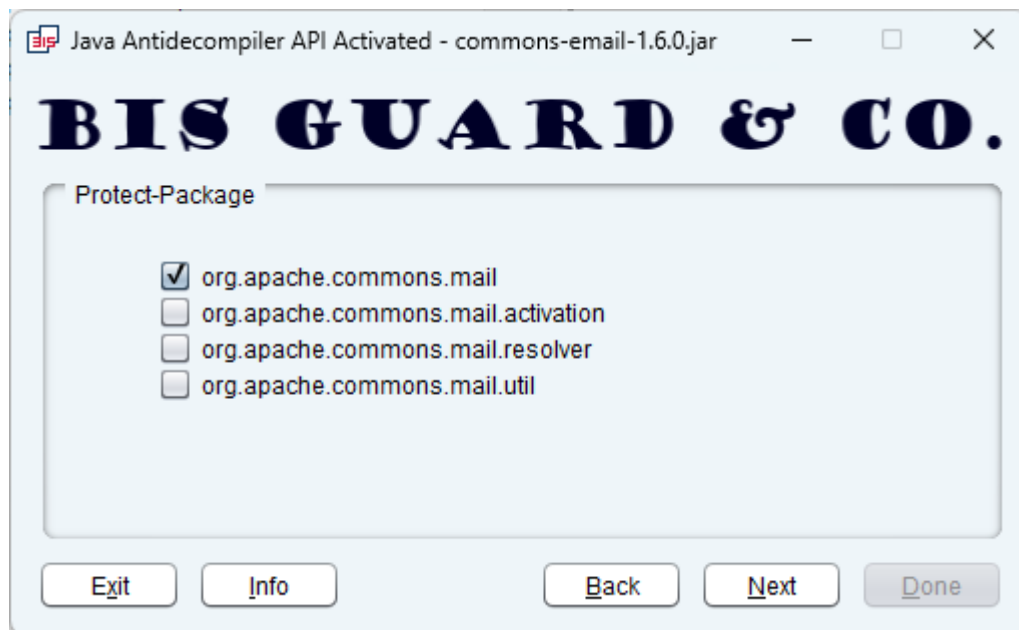 BIS Java Antidecompiler API Activated - commons-email-1.6.0.jar
BIS GUARD & CO.
Protect-Package
org.apache.commons.mail
org.apache.commons.mail.activation
org.apache.commons.mail.resolver
org.apache.commons.mail.util
Exit Info Back Next Done